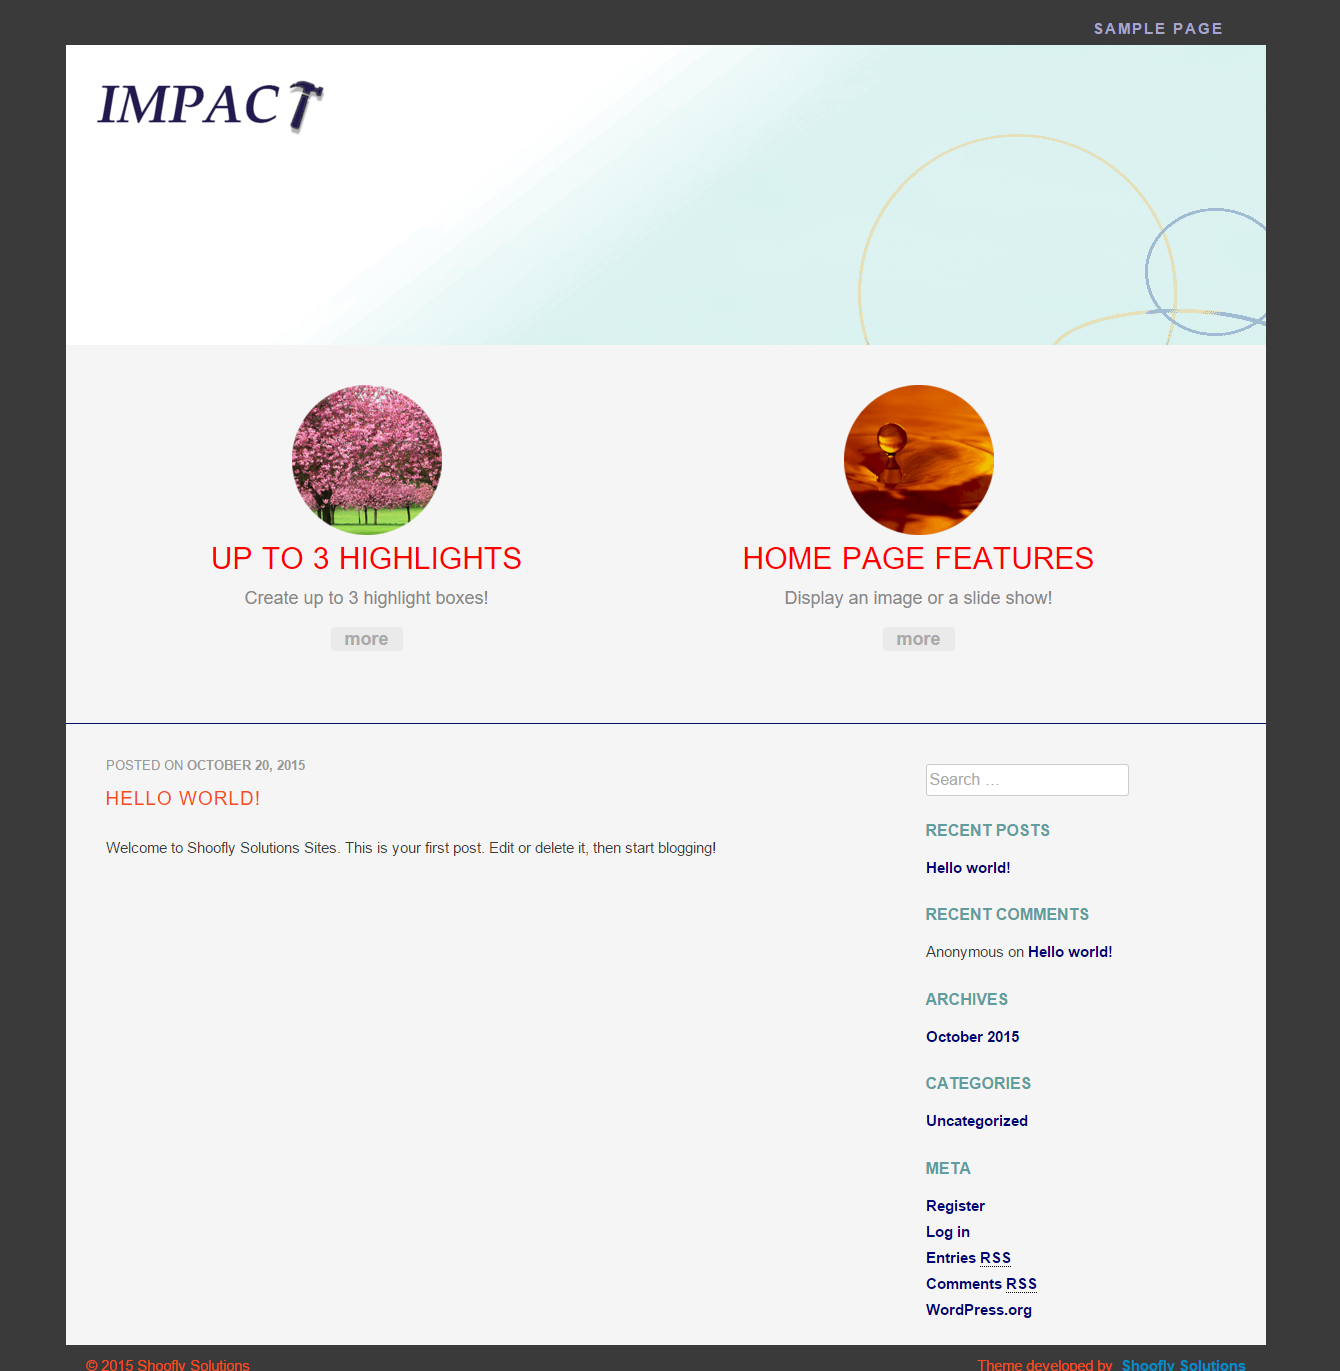 SAMPLE PAGE
IMPACT
UP TO 3 HIGHLIGHTS
Create up to 3 highlight boxes!
more
HOME PAGE FEATURES
Display an image or a slide show!
more
POSTED ON OCTOBER 20, 2015
HELLO WORLD!
Welcome to Shoofly Solutions Sites. This is your first post. Edit or delete it, then start blogging!
Search ...
RECENT POSTS
Hello world!
RECENT COMMENTS
Anonymous on Hello world!
ARCHIVES
October 2015
CATEGORIES
Uncategorized
META
Register
Log in
Entries RSS
Comments RSS
WordPress.org
© 2015 Shoofly Solutions
Theme developed by Shoofly Solutions